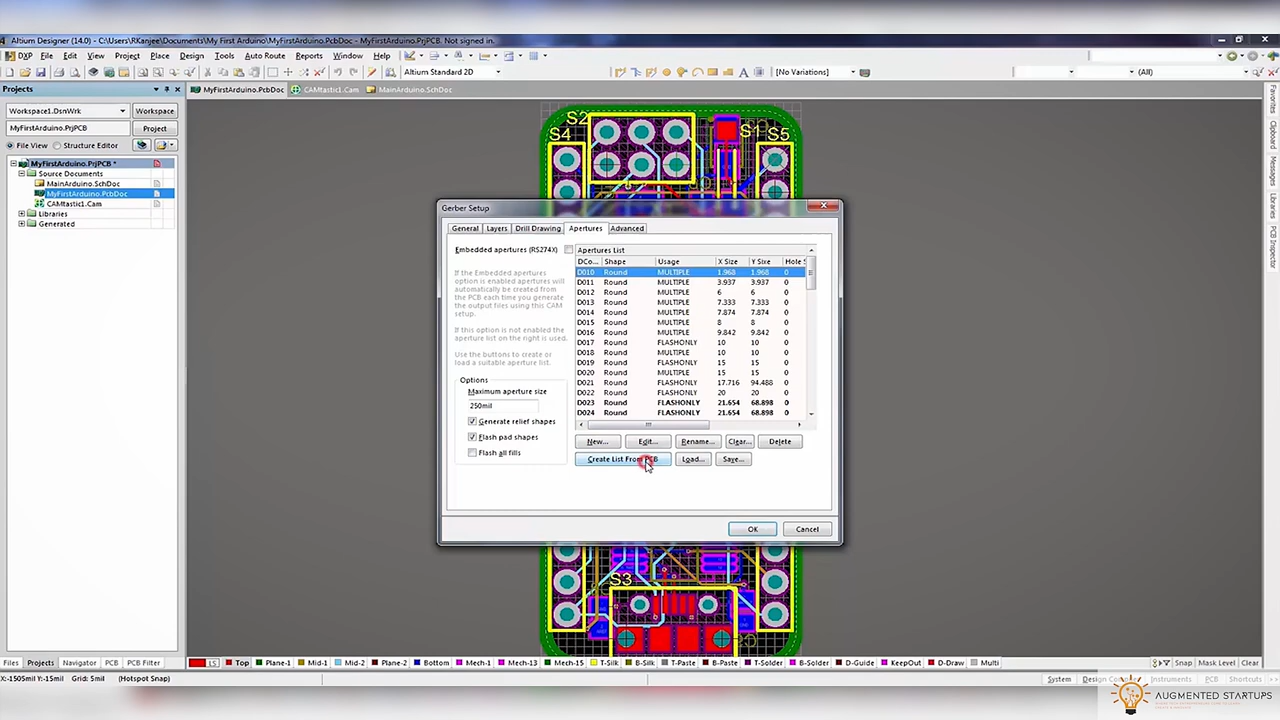 Altium Designer (14.0) - C:\Users\RKanjee\Documents\My First Arduino\MyFirstArduino.PcbDoc - MyFirstArduino.PrjPCB. Not signed in.
DXP File Edit View Project Place Design Tools Auto Route Reports Window Help
Altium Standard 2D [No Variations] (All)
Projects
MyFirstArduino.PcbDoc CAMtastic1.Cam MainArduino.SchDoc
Workspace1.DsnWrk Workspace
MyFirstArduino.PrjPCB Project
File View Structure Editor
MyFirstArduino.PrjPCB *
Source Documents
MainArduino.SchDoc
MyFirstArduino.PcbDoc
CAMtastic1.Cam
Libraries
Generated
Favorites
Clipboard
Messages
Libraries
PCB Inspector
S2
S4
S1
S5
Gerber Setup
General Layers Drill Drawing Apertures Advanced
Embedded apertures (RS274X)
If the Embedded apertures
option is enabled apertures will
automatically be created from
the PCB each time you generate
the output files using this CAM
setup.
If this option is not enabled the
aperture list on the right is used.
Use the buttons to create or
load a suitable aperture list.
Options
Maximum aperture size
250mil
Generate relief shapes
Flash pad shapes
Flash all fills
Apertures List
DCo... Shape Usage X Size Y Size Hole S
D010 Round MULTIPLE 1.968 1.968 0
D011 Round MULTIPLE 3.937 3.937 0
D012 Round MULTIPLE 6 6 0
D013 Round MULTIPLE 7.333 7.333 0
D014 Round MULTIPLE 7.874 7.874 0
D015 Round MULTIPLE 8 8 0
D016 Round MULTIPLE 9.842 9.842 0
D017 Round FLASHONLY 10 10 0
D018 Round MULTIPLE 10 10 0
D019 Round FLASHONLY 15 15 0
D020 Round MULTIPLE 15 15 0
D021 Round FLASHONLY 17.716 94.488 0
D022 Round FLASHONLY 20 20 0
D023 Round FLASHONLY 21.654 68.898 0
D024 Round FLASHONLY 21.654 68.898 0
New... Edit... Rename... Clear... Delete
Create List From PCB Load... Save...
OK Cancel
S3
Files Projects Navigator PCB PCB Filter
LS Top Plane-1 Mid-1 Mid-2 Plane-2 Bottom Mech-1 Mech-13 Mech-15 T-Silk B-Silk T-Paste B-Paste T-Solder B-Solder D-Guide KeepOut D-Draw Multi Snap Mask Level Clear
X:-1505mil Y:-15mil Grid: 5mil (Hotspot Snap)
System Instruments PCB Shortcuts
AUGMENTED STARTUPS